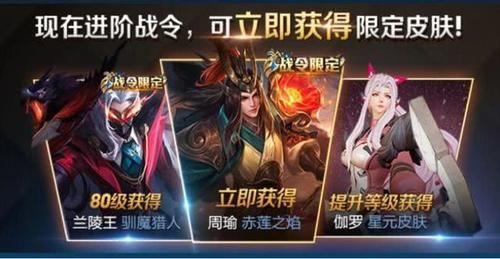 现在进阶战令，可立即获得限定皮肤!
战令限定
战令限定
80级获得
立即获得
提升等级获得
兰陵王 驯魔猎人
周瑜 赤莲之焰
伽罗 星元皮肤